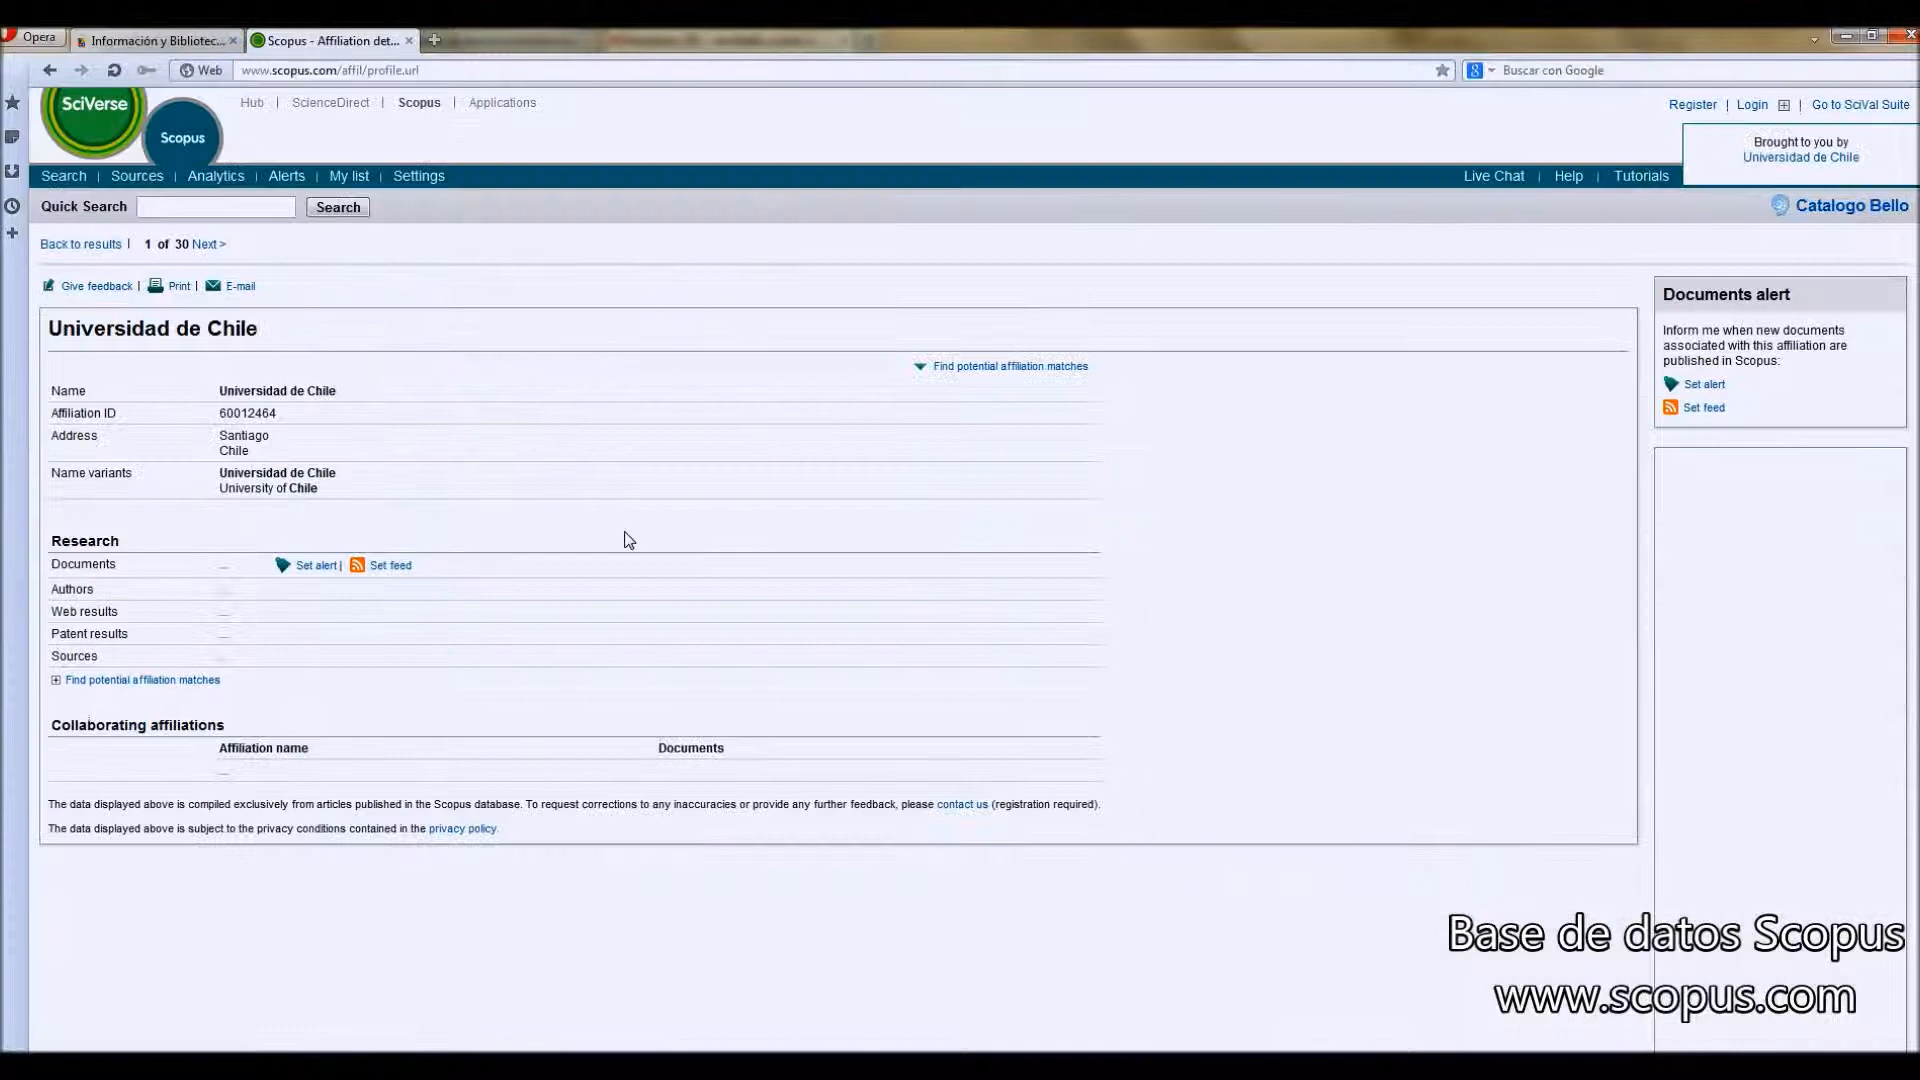 Opera
Información y Bibliotec...
Scopus - Affiliation det...
Web
www.scopus.com/affil/profile.url
Buscar con Google
SciVerse
Scopus
Hub | ScienceDirect | Scopus | Applications
Register | Login | Go to SciVal Suite
Brought to you by
Universidad de Chile
Search | Sources | Analytics | Alerts | My list | Settings
Live Chat | Help | Tutorials
Quick Search
Search
Catalogo Bello
Back to results | 1 of 30 Next >
Give feedback | Print | E-mail
Universidad de Chile
Find potential affiliation matches
Name Universidad de Chile
Affiliation ID 60012464
Address Santiago
Chile
Name variants Universidad de Chile
University of Chile
Research
Documents Set alert | Set feed
Authors
Web results
Patent results
Sources
Find potential affiliation matches
Collaborating affiliations
Affiliation name Documents
The data displayed above is compiled exclusively from articles published in the Scopus database. To request corrections to any inaccuracies or provide any further feedback, please contact us (registration required).
The data displayed above is subject to the privacy conditions contained in the privacy policy.
Documents alert
Inform me when new documents
associated with this affiliation are
published in Scopus:
Set alert
Set feed
Base de datos Scopus
www.scopus.com